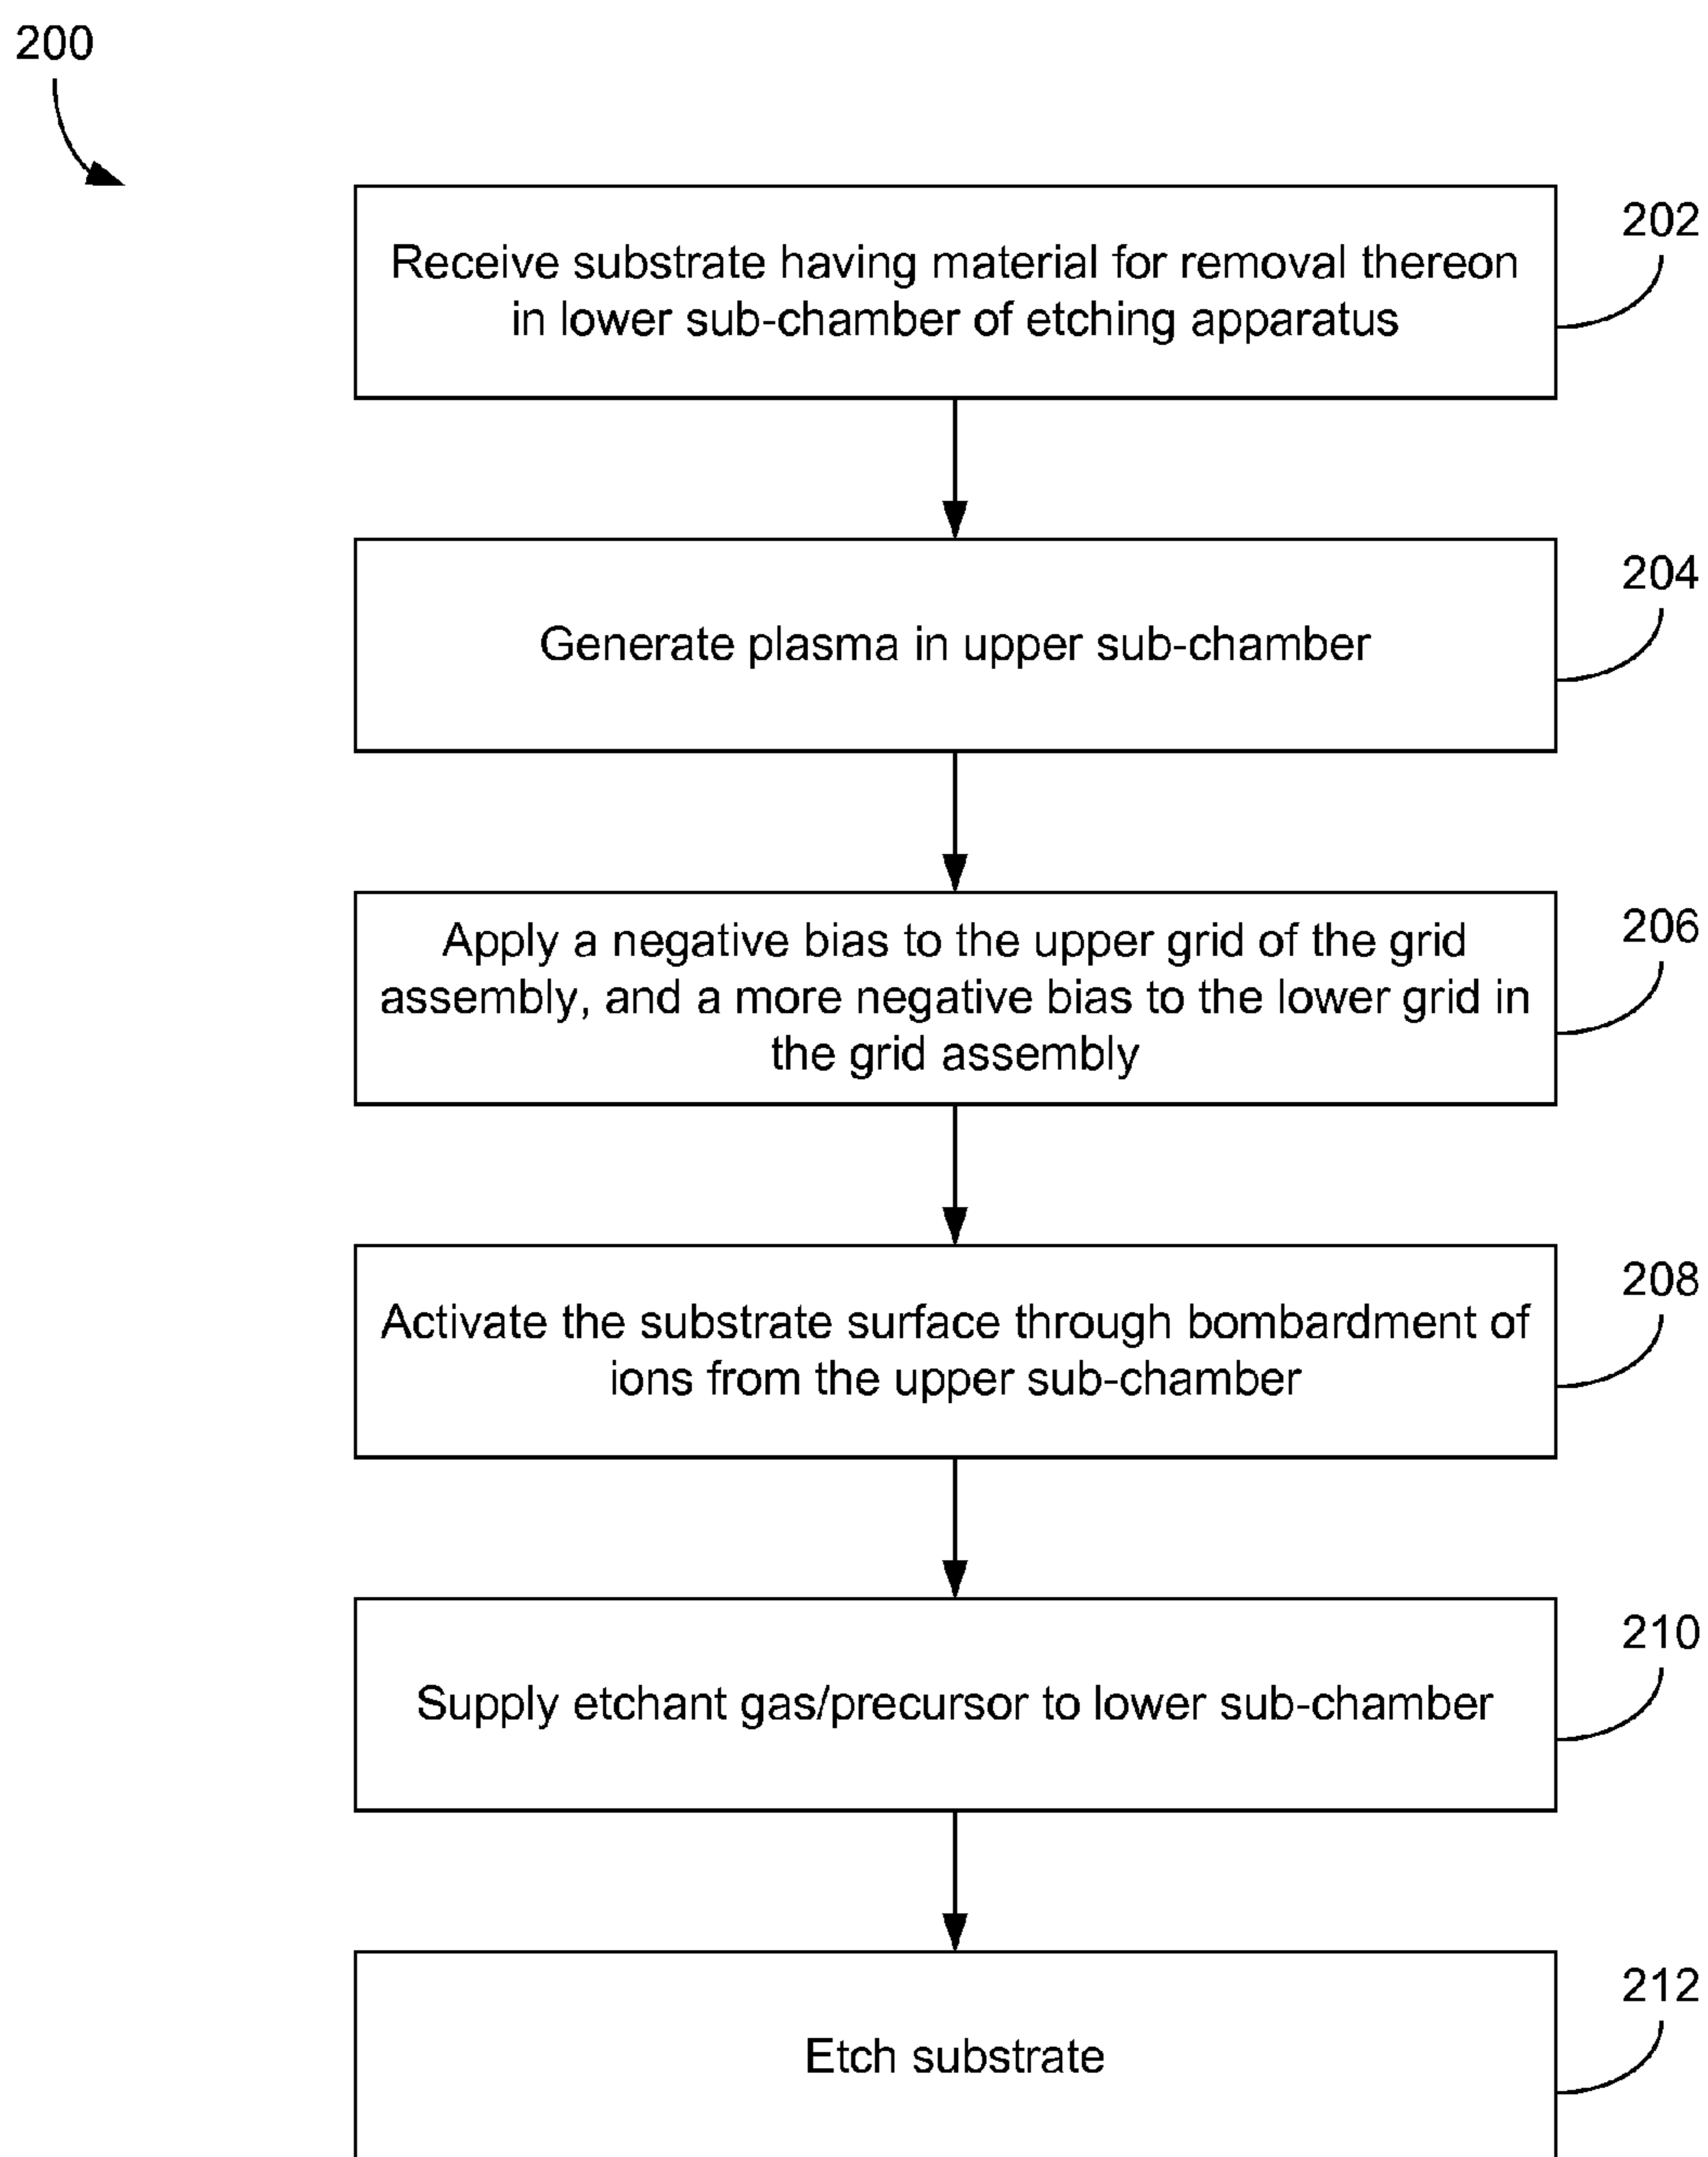 200
202
Receive substrate having material for removal thereon
in lower sub-chamber of etching apparatus
204
Generate plasma in upper sub-chamber
206
Apply a negative bias to the upper grid of the grid
assembly, and a more negative bias to the lower grid in
the grid assembly
208
Activate the substrate surface through bombardment of
ions from the upper sub-chamber
210
Supply etchant gas/precursor to lower sub-chamber
212
Etch substrate